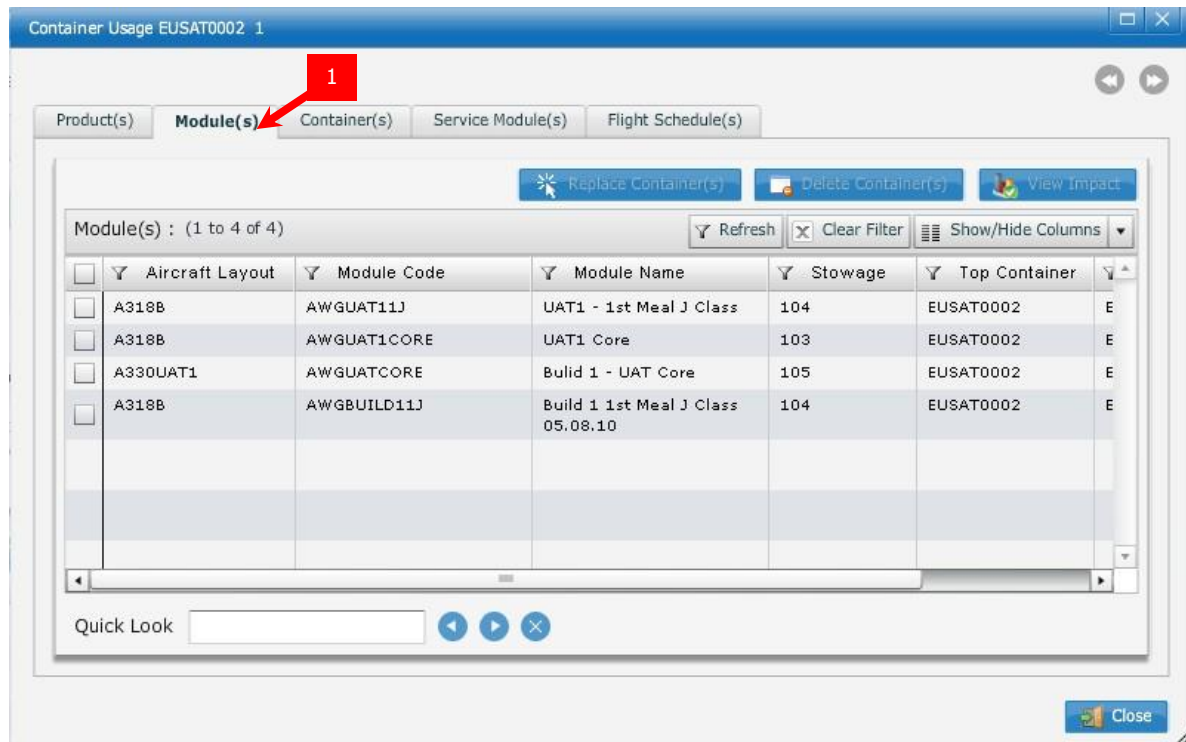 Container Usage EUSAT0002 1
1
Product(s) Module(s) Container(s) Service Module(s) Flight Schedule(s)
Replace Container(s) Delete Container(s) View Impact
Module(s) : (1 to 4 of 4) Refresh Clear Filter Show/Hide Columns
Aircraft Layout Module Code Module Name Stowage Top Container
A318B AWGUAT11J UAT1 - 1st Meal J Class 104 EUSAT0002 E
A318B AWGUAT1CORE UAT1 Core 103 EUSAT0002 E
A330UAT1 AWGUATCORE Bulid 1 - UAT Core 105 EUSAT0002 E
A318B AWGBUILD11J Build 1 1st Meal J Class 104 EUSAT0002 E
05.08.10
Quick Look
Close